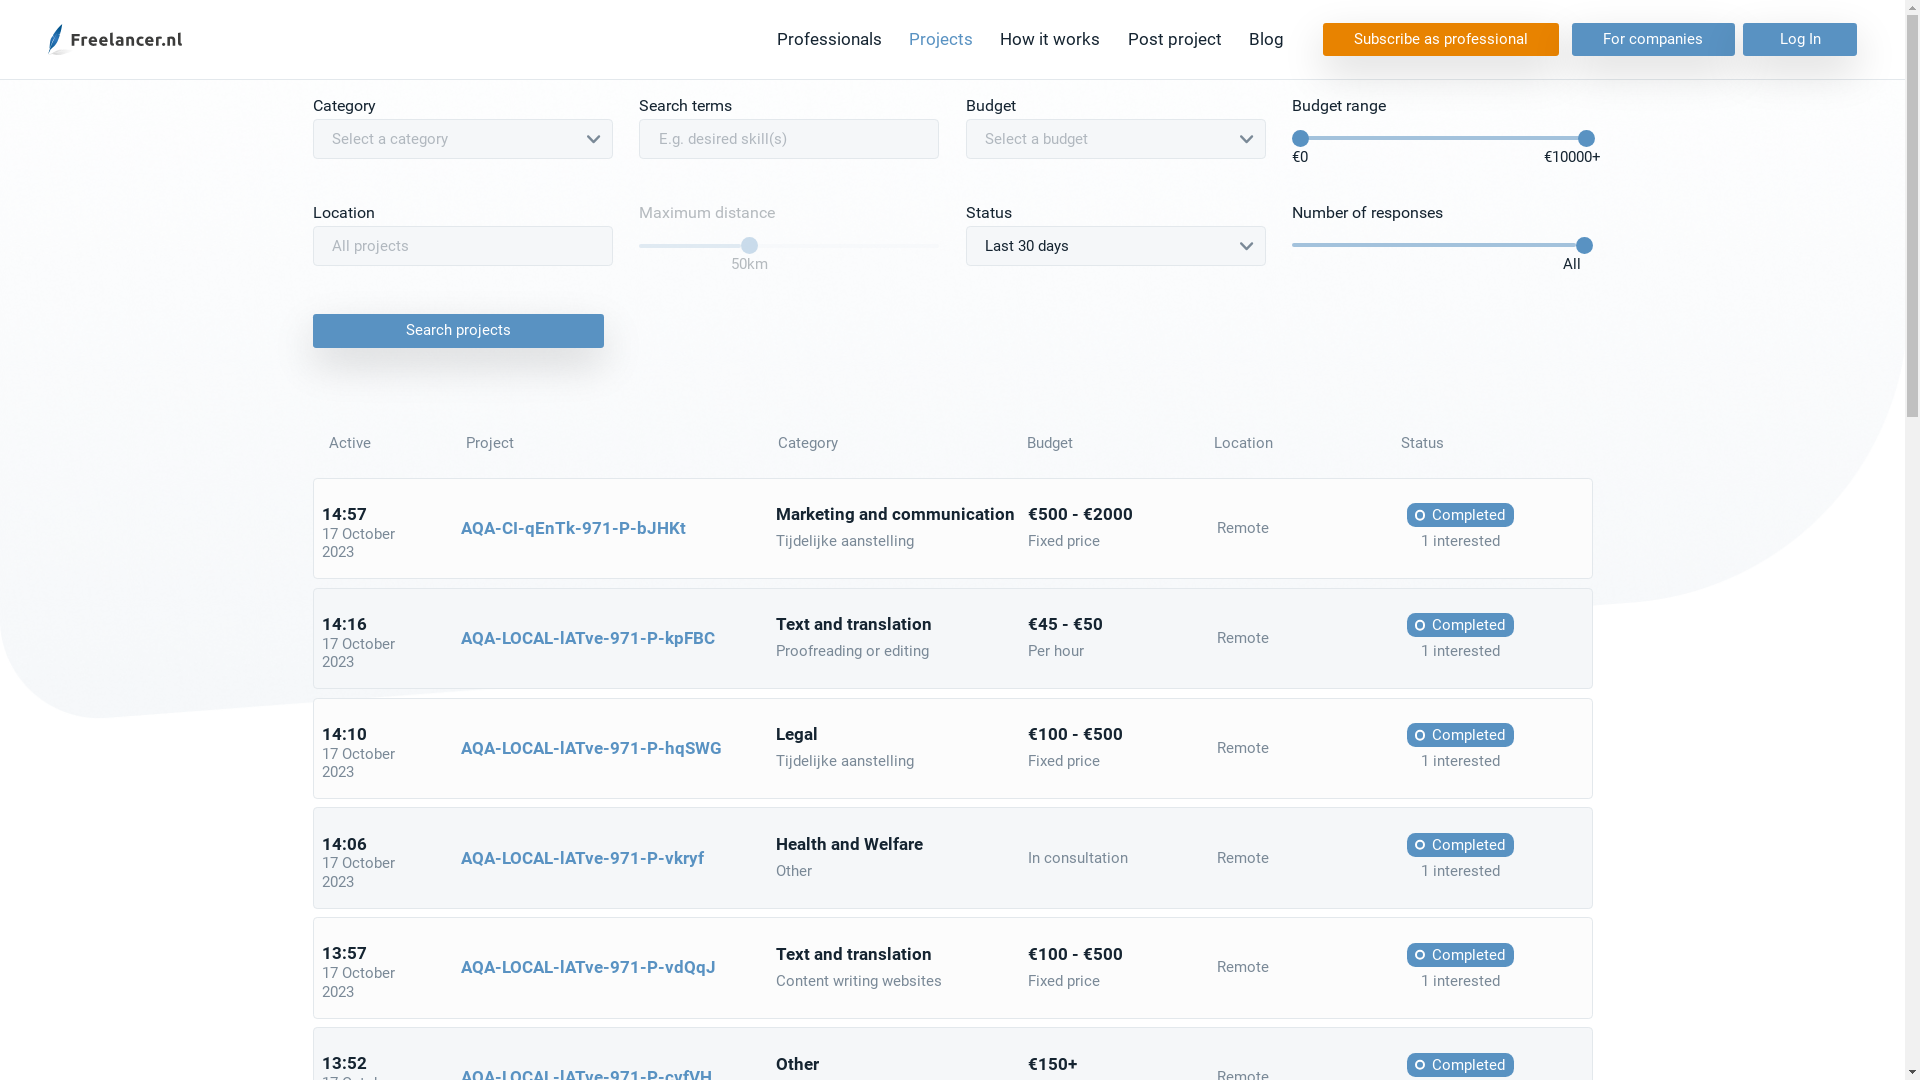 Freelancer.nl
Professionals Projects How it works Post project Blog Subscribe as professional For companies Log In
Category Search terms Budget Budget range
Select a category E.g. desired skill(s) Select a budget
€0 €10000+
Location Maximum distance Status Number of responses
All projects Last 30 days
50km All
Search projects
Active Project Category Budget Location Status
14:57 Marketing and communication €500 - €2000 Completed
17 October AQA-CI-qEnTk-971-P-bJHKt Remote
2023 Tijdelijke aanstelling Fixed price 1 interested
14:16 Text and translation €45 - €50 Completed
17 October AQA-LOCAL-lATve-971-P-kpFBC Remote
2023 Proofreading or editing Per hour 1 interested
14:10 Legal €100 - €500 Completed
17 October AQA-LOCAL-lATve-971-P-hqSWG Remote
2023 Tijdelijke aanstelling Fixed price 1 interested
14:06 Health and Welfare Completed
17 October AQA-LOCAL-lATve-971-P-vkryf In consultation Remote
2023 Other 1 interested
13:57 Text and translation €100 - €500 Completed
17 October AQA-LOCAL-lATve-971-P-vdQqJ Remote
2023 Content writing websites Fixed price 1 interested
13:52 Other €150+ Completed
17 October AQA-LOCAL-lATve-971-P-cvfVH Remote